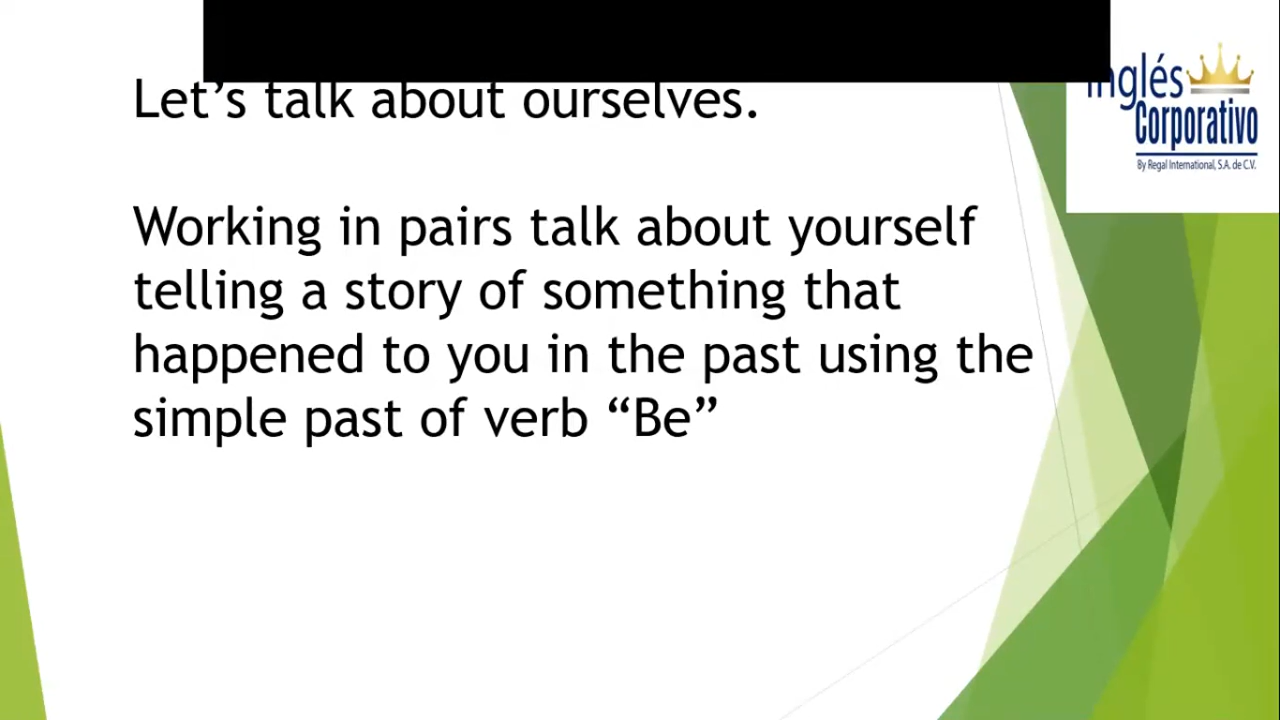 Let’s talk about ourselves.
Working in pairs talk about yourself
telling a story of something that
happened to you in the past using the
simple past of verb “Be”
Inglés
Corporativo
By Regal International, S.A. de C.V.